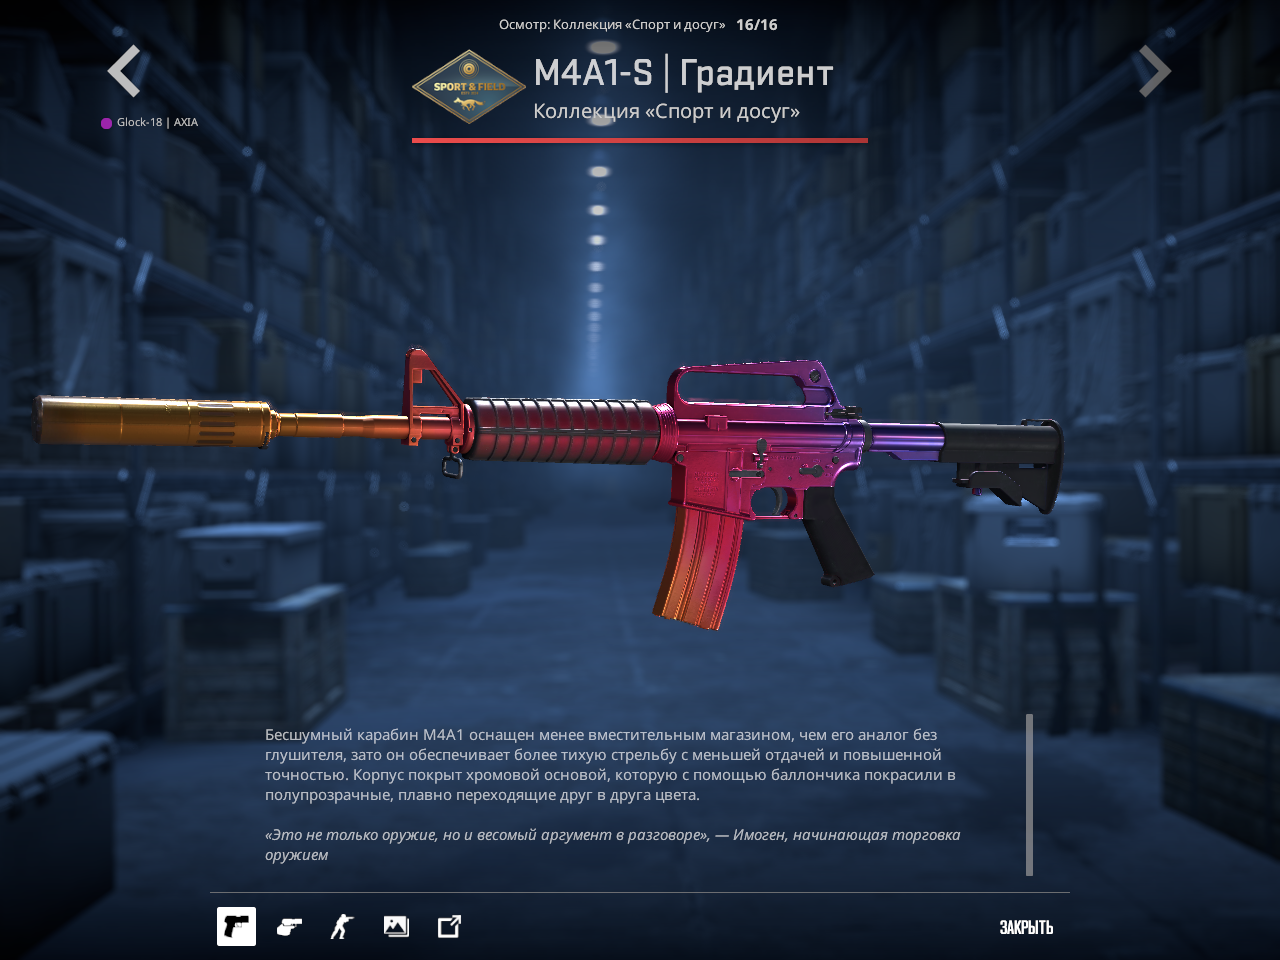 Осмотр: Коллекция «Спорт и досуг» 16/16
SPORT & FIELD
M4A1-S | Градиент
Коллекция «Спорт и досуг»
Glock-18 | AXIA
Бесшумный карабин M4A1 оснащен менее вместительным магазином, чем его аналог без
глушителя, зато он обеспечивает более тихую стрельбу с меньшей отдачей и повышенной
точностью. Корпус покрыт хромовой основой, которую с помощью баллончика покрасили в
полупрозрачные, плавно переходящие друг в друга цвета.
«Это не только оружие, но и весомый аргумент в разговоре», — Имоген, начинающая торговка
оружием
ЗАКРЫТЬ